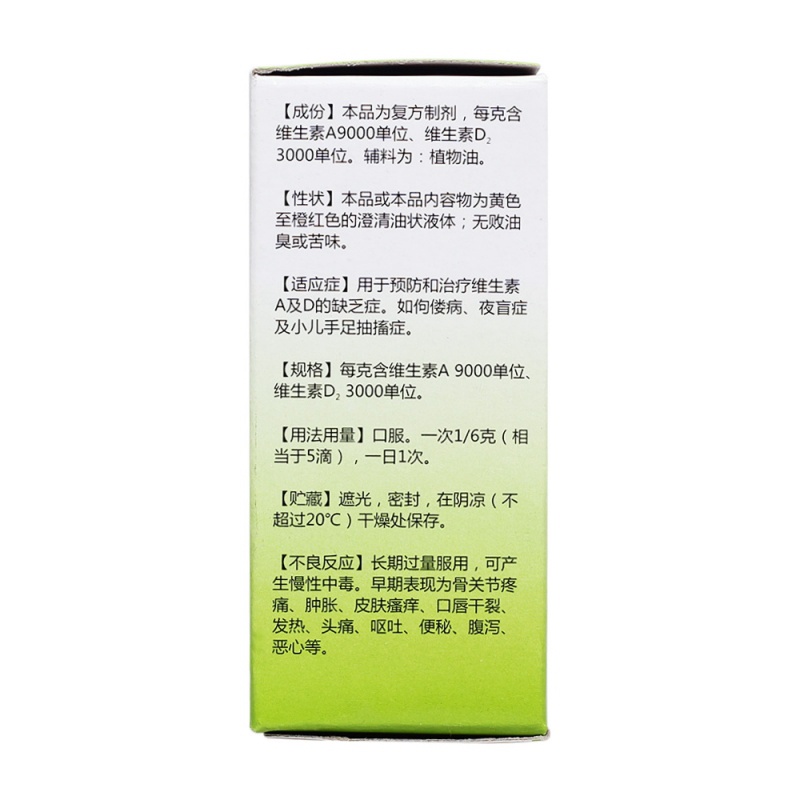 【成份】本品为复方制剂，每克含
维生素A9000单位、维生素D₂
3000单位。辅料为：植物油。
【性状】本品或本品内容物为黄色
至橙红色的澄清油状液体；无败油
臭或苦味。
【适应症】用于预防和治疗维生素
A及D的缺乏症。如佝偻病、夜盲症
及小儿手足抽搐症。
【规格】每克含维生素A 9000单位、
维生素D₂ 3000单位。
【用法用量】口服。一次1/6克（相
当于5滴），一日1次。
【贮藏】遮光，密封，在阴凉（不
超过20℃）干燥处保存。
【不良反应】长期过量服用，可产
生慢性中毒。早期表现为骨关节疼
痛、肿胀、皮肤瘙痒、口唇干裂、
发热、头痛、呕吐、便秘、腹泻、
恶心等。